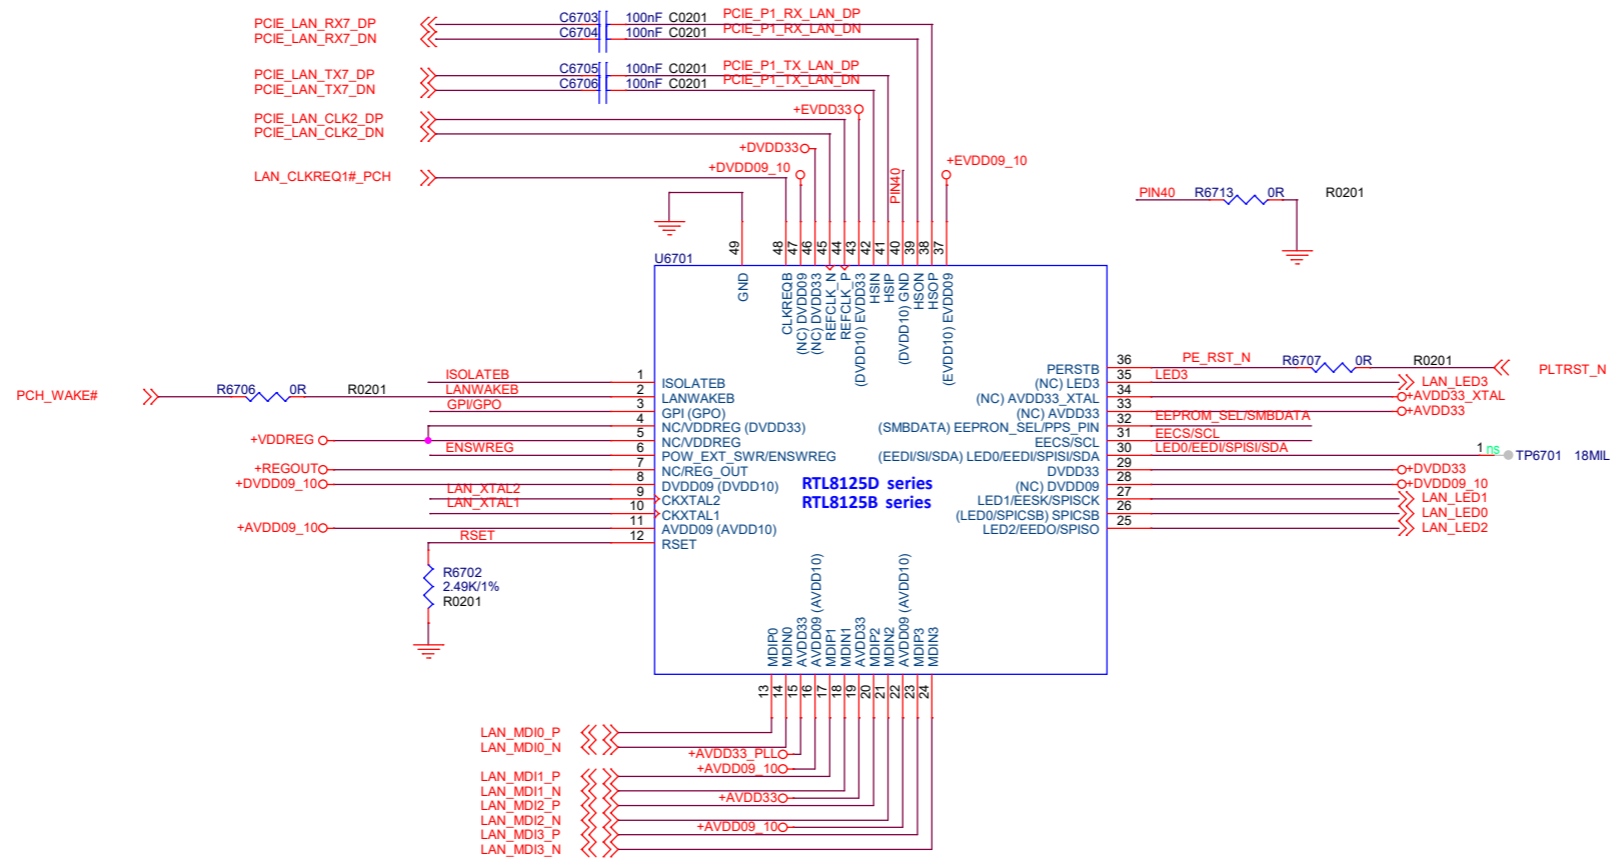 PCIE_LAN_RX7_DP C6703 100nF C0201 PCIE_P1_RX_LAN_DP
PCIE_LAN_RX7_DN C6704 100nF C0201 PCIE_P1_RX_LAN_DN
PCIE_LAN_TX7_DP C6705 100nF C0201 PCIE_P1_TX_LAN_DP
PCIE_LAN_TX7_DN C6706 100nF C0201 PCIE_P1_TX_LAN_DN
+EVDD33
PCIE_LAN_CLK2_DP
PCIE_LAN_CLK2_DN
+DVDD33
+DVDD09_10
+EVDD09_10
LAN_CLKREQ1#_PCH
PIN40
PIN40 R6713 0R R0201
49 48 47 46 45 44 43 42 41 40 39 38 37
U6701
GND
CLKREQB
(NC) DVDD09
(NC) DVDD33
REFCLK_N
REFCLK_P
(DVDD10) EVDD33
HSIN
HSIP
(DVDD10) GND
HSON
HSOP
(EVDD10) EVDD09
PCH_WAKE# R6706 0R R0201
ISOLATEB 1 ISOLATEB
LANWAKEB 2 LANWAKEB
GPI/GPO 3 GPI (GPO)
4 NC/VDDREG (DVDD33)
+VDDREG 5 NC/VDDREG
ENSWREG 6 POW_EXT_SWR/ENSWREG
+REGOUT 7 NC/REG_OUT
+DVDD09_10 8 DVDD09 (DVDD10)
LAN_XTAL2 9 CKXTAL2
LAN_XTAL1 10 CKXTAL1
+AVDD09_10 11 AVDD09 (AVDD10)
RSET 12 RSET
R6702
2.49K/1%
R0201
RTL8125D series
RTL8125B series
PERSTB 36 PE_RST_N R6707 0R R0201 PLTRST_N
(NC) LED3 35 LED3 LAN_LED3
(NC) AVDD33_XTAL 34 +AVDD33_XTAL
(NC) AVDD33 33 +AVDD33
(SMBDATA) EEPRON_SEL/PPS_PIN 32 EEPROM_SEL/SMBDATA
EECS/SCL 31 EECS/SCL
(EEDI/SI/SDA) LED0/EEDI/SPISI/SDA 30 LED0/EEDI/SPISI/SDA 1 ns TP6701 18MIL
DVDD33 29 +DVDD33
(NC) DVDD09 28 +DVDD09_10
LED1/EESK/SPISCK 27 LAN_LED1
(LED0/SPICSB) SPICSB 26 LAN_LED0
LED2/EEDO/SPISO 25 LAN_LED2
MDIP0
MDIN0
AVDD33
AVDD09 (AVDD10)
MDIP1
MDIN1
AVDD33
MDIP2
MDIN2
AVDD09 (AVDD10)
MDIP3
MDIN3
13 14 15 16 17 18 19 20 21 22 23 24
LAN_MDI0_P
LAN_MDI0_N
+AVDD33_PLL
+AVDD09_10
LAN_MDI1_P
LAN_MDI1_N
+AVDD33
LAN_MDI2_P
LAN_MDI2_N
+AVDD09_10
LAN_MDI3_P
LAN_MDI3_N